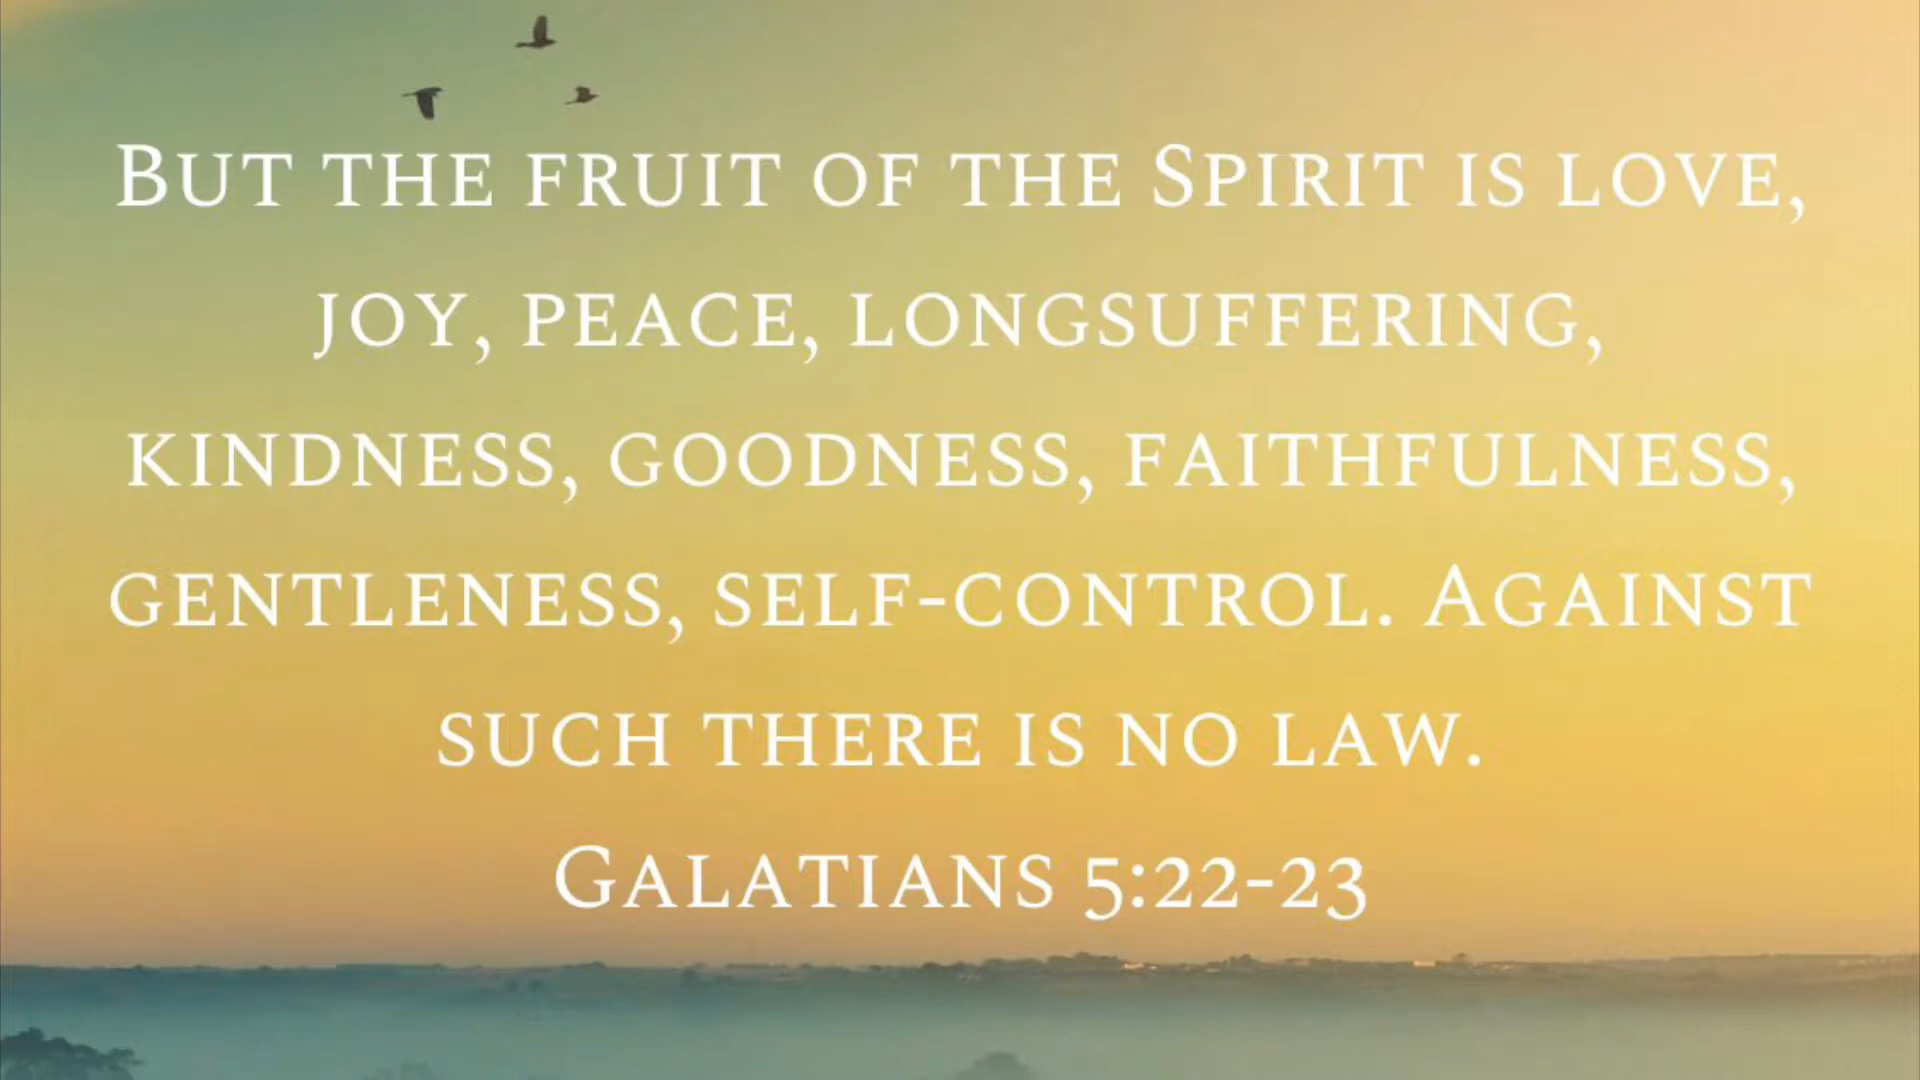 But the fruit of the Spirit is love,
joy, peace, longsuffering,
kindness, goodness, faithfulness,
gentleness, self-control. Against
such there is no law.
Galatians 5:22-23